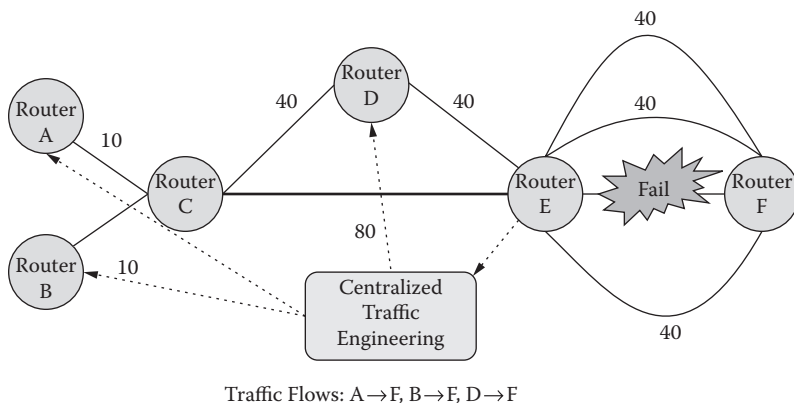 40
Router
D
40
40
40
Router
A
10
Router
C
Router
E
Fail
Router
F
80
Router
B
10
Centralized
Traffic
Engineering
40
Traffic Flows: A→F, B→F, D→F